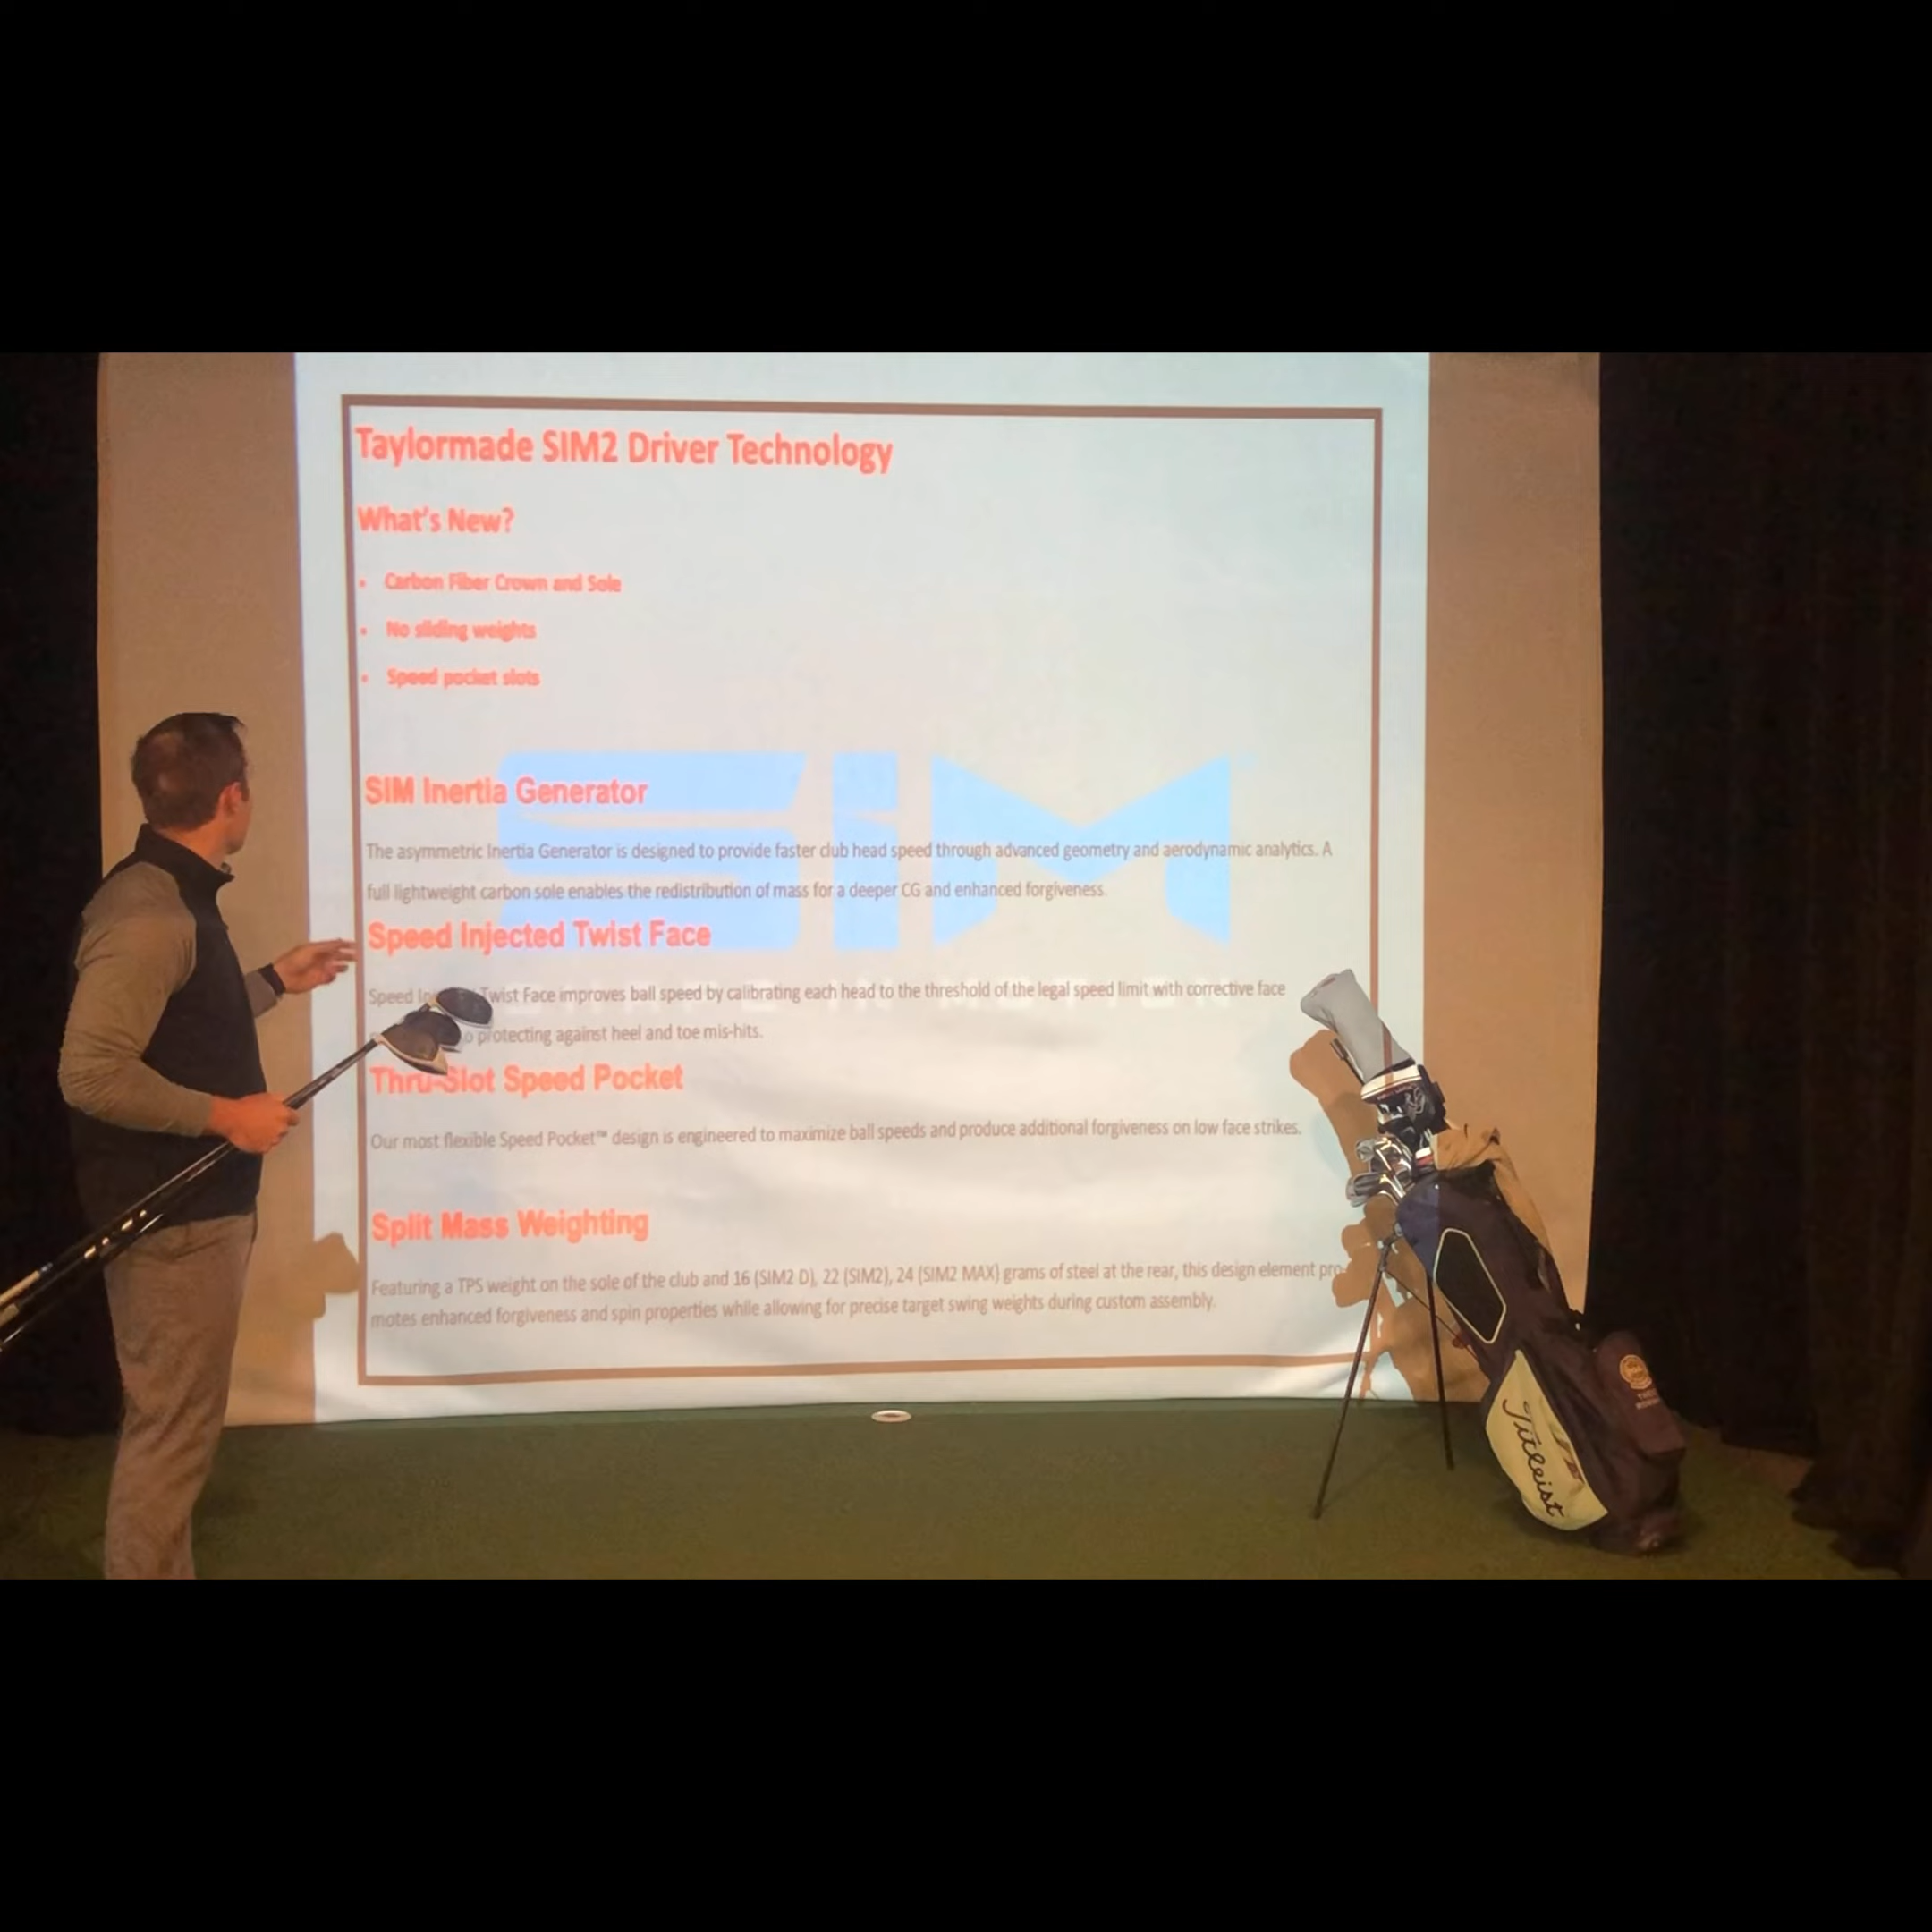 Taylormade SIM2 Driver Technology
What's New?
• Carbon Fiber Crown and Sole
• No sliding weights
• Speed pocket slots
SIM
SIM Inertia Generator
The asymmetric Inertia Generator is designed to provide faster club head speed through advanced geometry and aerodynamic analytics. A
full lightweight carbon sole enables the redistribution of mass for a deeper CG and enhanced forgiveness.
Speed Injected Twist Face
Speed Twist Face improves ball speed by calibrating each head to the threshold of the legal speed limit with corrective face
protecting against heel and toe mis-hits.
Thru-Slot Speed Pocket
Our most flexible Speed Pocket™ design is engineered to maximize ball speeds and produce additional forgiveness on low face strikes.
Split Mass Weighting
Featuring a TPS weight on the sole of the club and 16 (SIM2 D), 22 (SIM2), 24 (SIM2 MAX) grams of steel at the rear, this design element pro-
motes enhanced forgiveness and spin properties while allowing for precise target swing weights during custom assembly.
Titleist